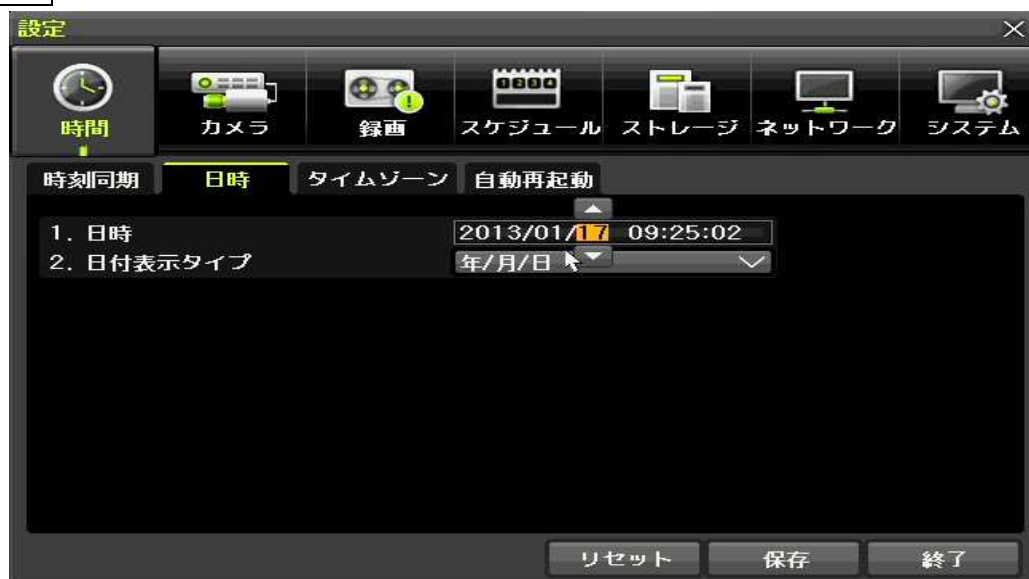 設定
時間 カメラ 録画 スケジュール ストレージ ネットワーク システム
時刻同期 日時 タイムゾーン 自動再起動
1. 日時 2013/01/17 09:25:02
2. 日付表示タイプ 年/月/日
リセット 保存 終了